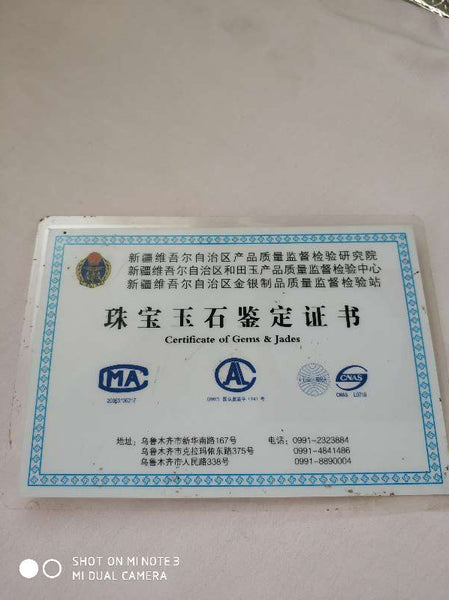 新疆维吾尔自治区产品质量监督检验研究院
新疆维吾尔自治区和田玉产品质量监督检验中心
新疆维吾尔自治区金银制品质量监督检验站
珠宝玉石鉴定证书
Certificate of Gems & Jades
CMA
CAL
CNAS
CNAS L0718
地址：乌鲁木齐市新华南路167号 电话：0991-2323884
乌鲁木齐市克拉玛依东路375号 0991-4841486
乌鲁木齐市人民路338号 0991-8890004
SHOT ON MI NOTE 3
MI DUAL CAMERA